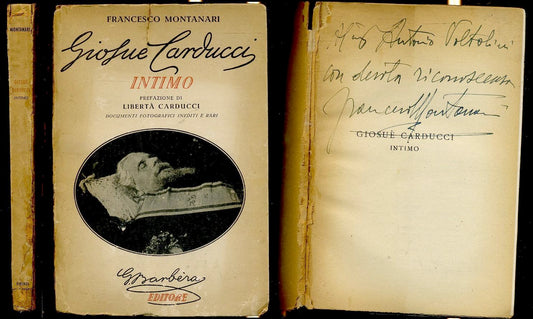 MONTANARI
GIOSUE
CARDUCCI
INTIMO
FRANCESCO MONTANARI
Giosue Carducci
INTIMO
PREFAZIONE DI
LIBERTÀ CARDUCCI
DOCUMENTI FOTOGRAFICI INEDITI E RARI
G. Barbèra
EDITORE
Antonio Voltolini
con devota riconoscenza
Francesco Montanari
GIOSUE CARDUCCI
INTIMO